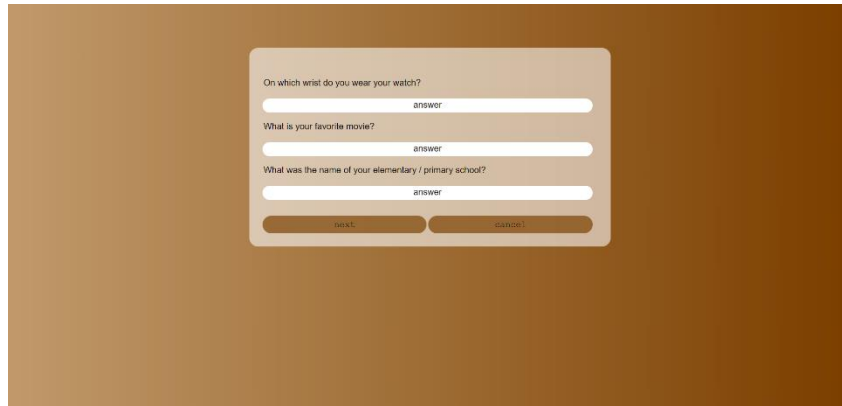 On which wrist do you wear your watch?
answer
What is your favorite movie?
answer
What was the name of your elementary / primary school?
answer
next cancel